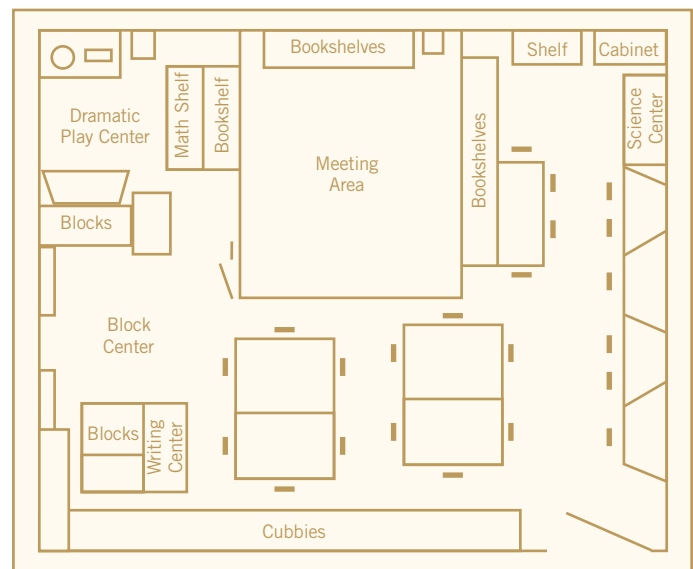 Bookshelves
Shelf
Cabinet
Dramatic
Play Center
Math Shelf
Bookshelf
Meeting
Area
Bookshelves
Science
Center
Blocks
Block
Center
Blocks
Writing
Center
Cubbies